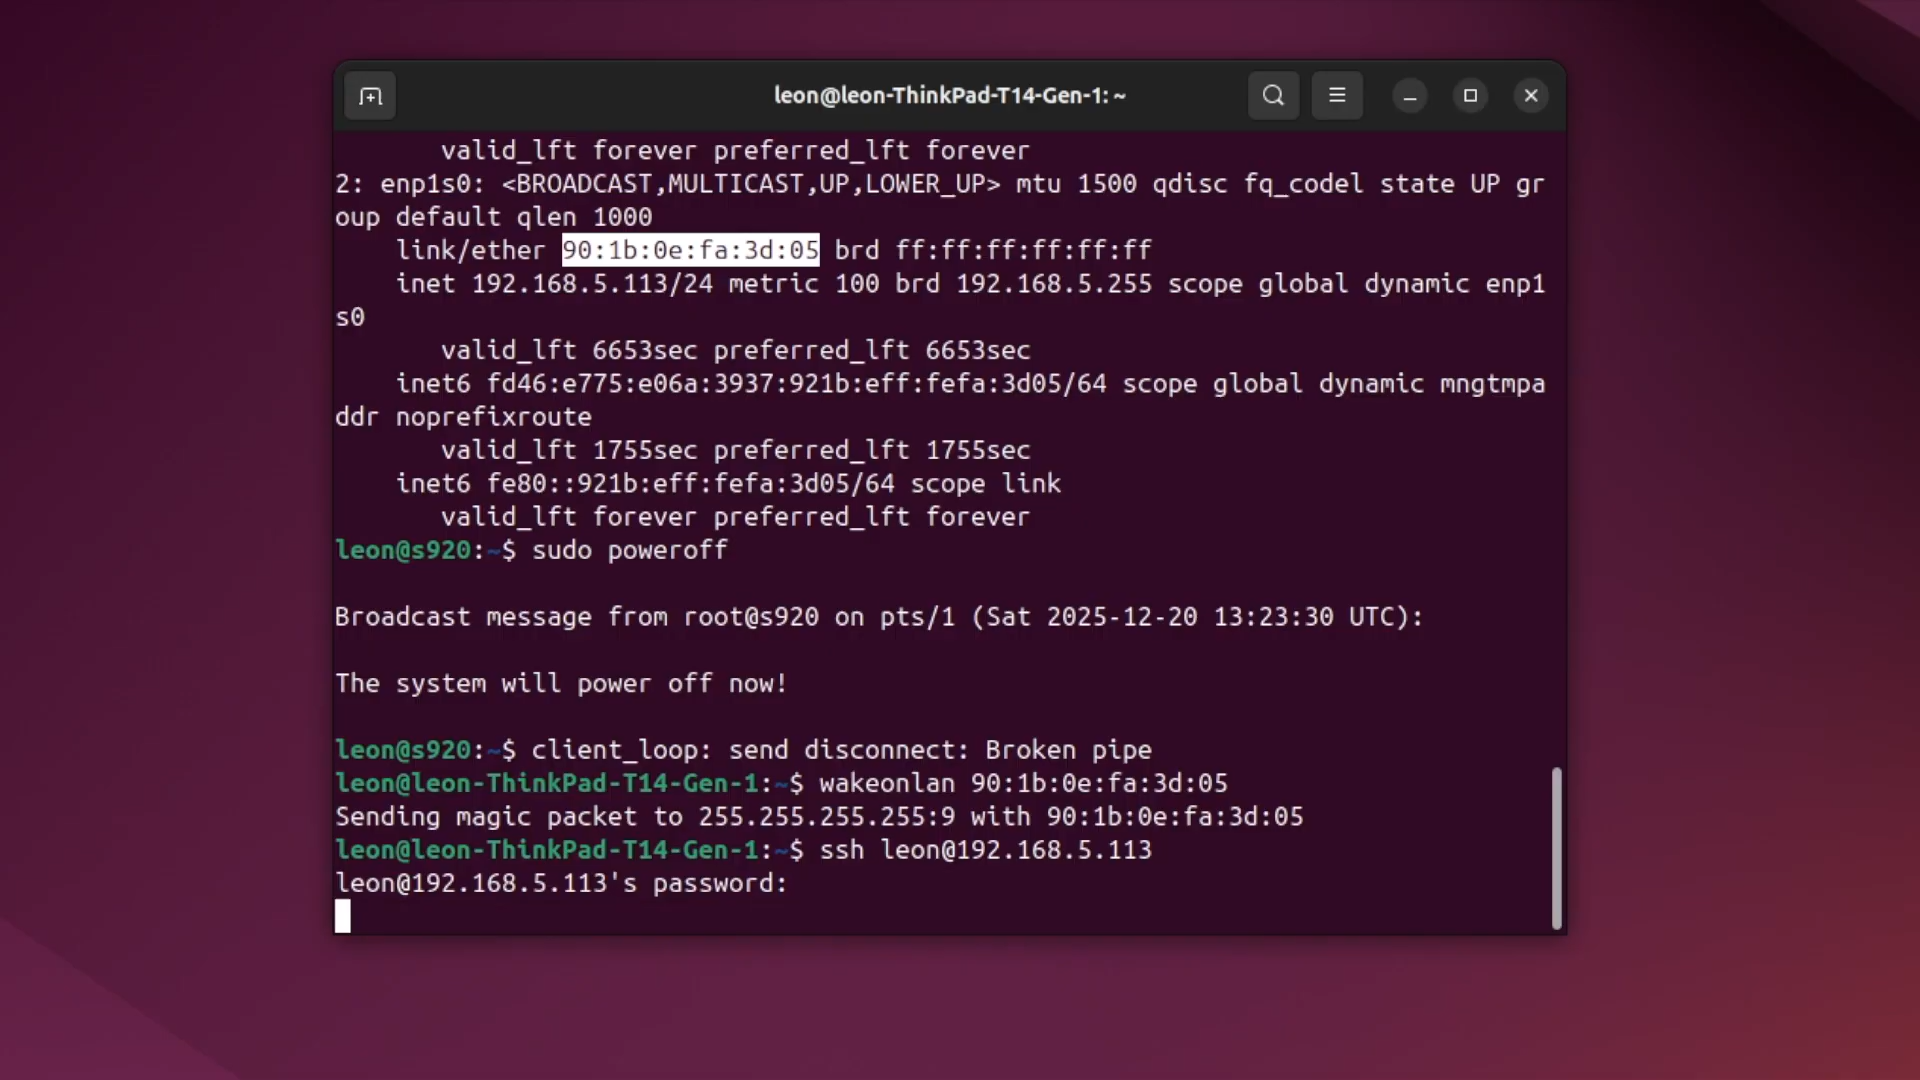 leon@leon-ThinkPad-T14-Gen-1: ~
valid_lft forever preferred_lft forever
2: enp1s0: <BROADCAST,MULTICAST,UP,LOWER_UP> mtu 1500 qdisc fq_codel state UP gr
oup default qlen 1000
link/ether 90:1b:0e:fa:3d:05 brd ff:ff:ff:ff:ff:ff
inet 192.168.5.113/24 metric 100 brd 192.168.5.255 scope global dynamic enp1
s0
valid_lft 6653sec preferred_lft 6653sec
inet6 fd46:e775:e06a:3937:921b:eff:fefa:3d05/64 scope global dynamic mngtmpa
ddr noprefixroute
valid_lft 1755sec preferred_lft 1755sec
inet6 fe80::921b:eff:fefa:3d05/64 scope link
valid_lft forever preferred_lft forever
leon@s920:~$ sudo poweroff
Broadcast message from root@s920 on pts/1 (Sat 2025-12-20 13:23:30 UTC):
The system will power off now!
leon@s920:~$ client_loop: send disconnect: Broken pipe
leon@leon-ThinkPad-T14-Gen-1:~$ wakeonlan 90:1b:0e:fa:3d:05
Sending magic packet to 255.255.255.255:9 with 90:1b:0e:fa:3d:05
leon@leon-ThinkPad-T14-Gen-1:~$ ssh leon@192.168.5.113
leon@192.168.5.113's password: